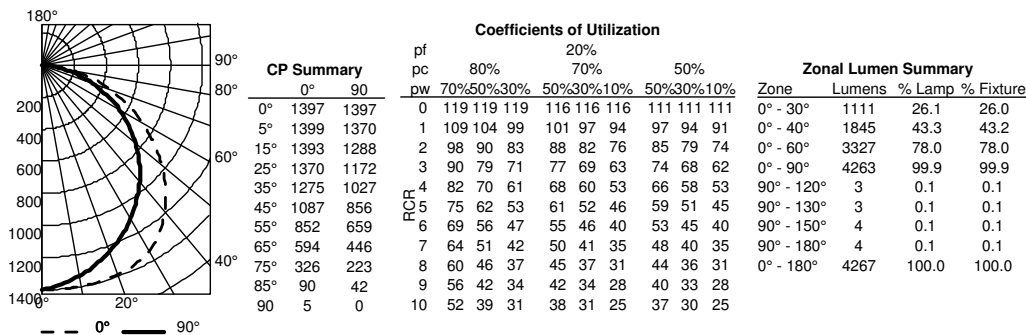 180°
90°
80°
60°
40°
20°
0°
200
400
600
800
1000
1200
1400
0° 90°
CP Summary
0° 90
0° 1397 1397
5° 1399 1370
15° 1393 1288
25° 1370 1172
35° 1275 1027
45° 1087 856
55° 852 659
65° 594 446
75° 326 223
85° 90 42
90 5 0
Coefficients of Utilization
pf 20%
pc 80% 70% 50%
pw 70%50%30% 50%30%10% 50%30%10%
RCR
0 119 119 119 116 116 116 111 111 111
1 109 104 99 101 97 94 97 94 91
2 98 90 83 88 82 76 85 79 74
3 90 79 71 77 69 63 74 68 62
4 82 70 61 68 60 53 66 58 53
5 75 62 53 61 52 46 59 51 45
6 69 56 47 55 46 40 53 45 40
7 64 51 42 50 41 35 48 40 35
8 60 46 37 45 37 31 44 36 31
9 56 42 34 42 34 28 40 33 28
10 52 39 31 38 31 25 37 30 25
Zonal Lumen Summary
Zone Lumens % Lamp % Fixture
0° - 30° 1111 26.1 26.0
0° - 40° 1845 43.3 43.2
0° - 60° 3327 78.0 78.0
0° - 90° 4263 99.9 99.9
90° - 120° 3 0.1 0.1
90° - 130° 3 0.1 0.1
90° - 150° 4 0.1 0.1
90° - 180° 4 0.1 0.1
0° - 180° 4267 100.0 100.0